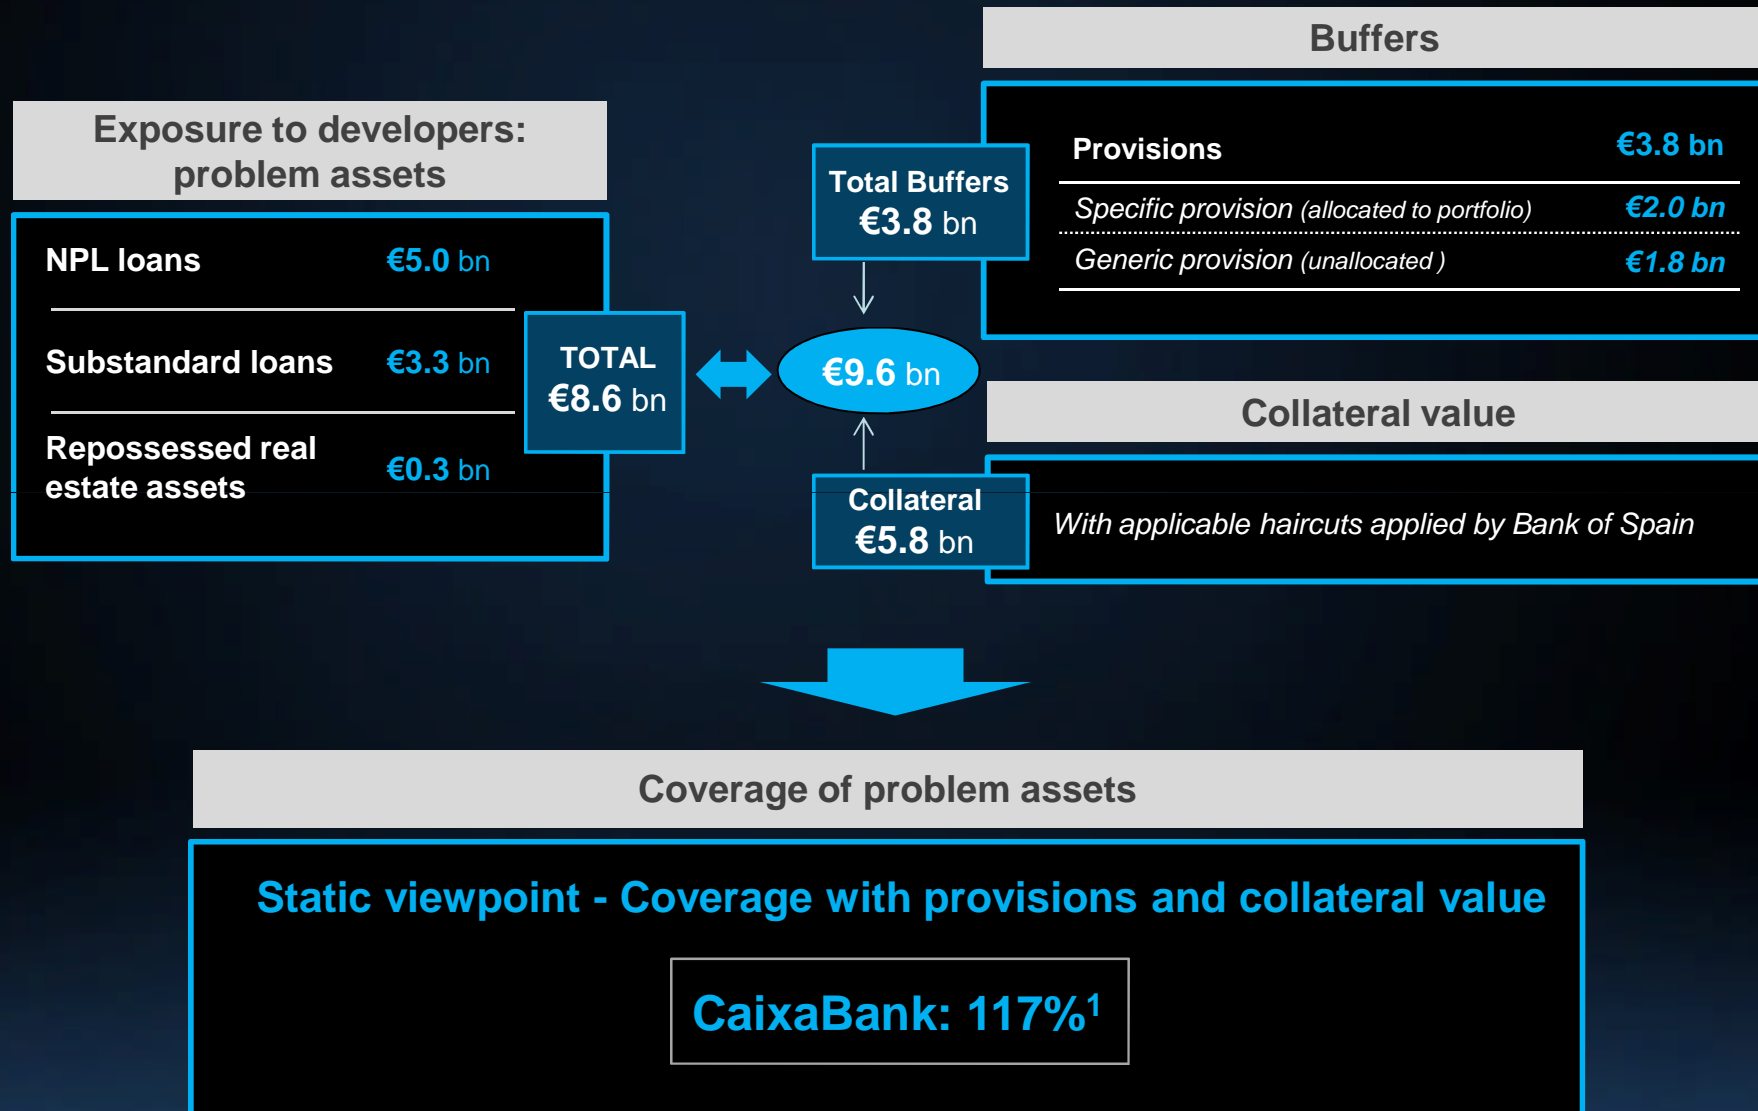 Buffers
Exposure to developers:
problem assets
Provisions €3.8 bn
Total Buffers
€3.8 bn
Specific provision (allocated to portfolio) €2.0 bn
Generic provision (unallocated ) €1.8 bn
NPL loans €5.0 bn
Substandard loans €3.3 bn
TOTAL
€8.6 bn
€9.6 bn
Collateral value
Repossessed real
estate assets
€0.3 bn
Collateral
€5.8 bn
With applicable haircuts applied by Bank of Spain
Coverage of problem assets
Static viewpoint - Coverage with provisions and collateral value
CaixaBank: 117%¹